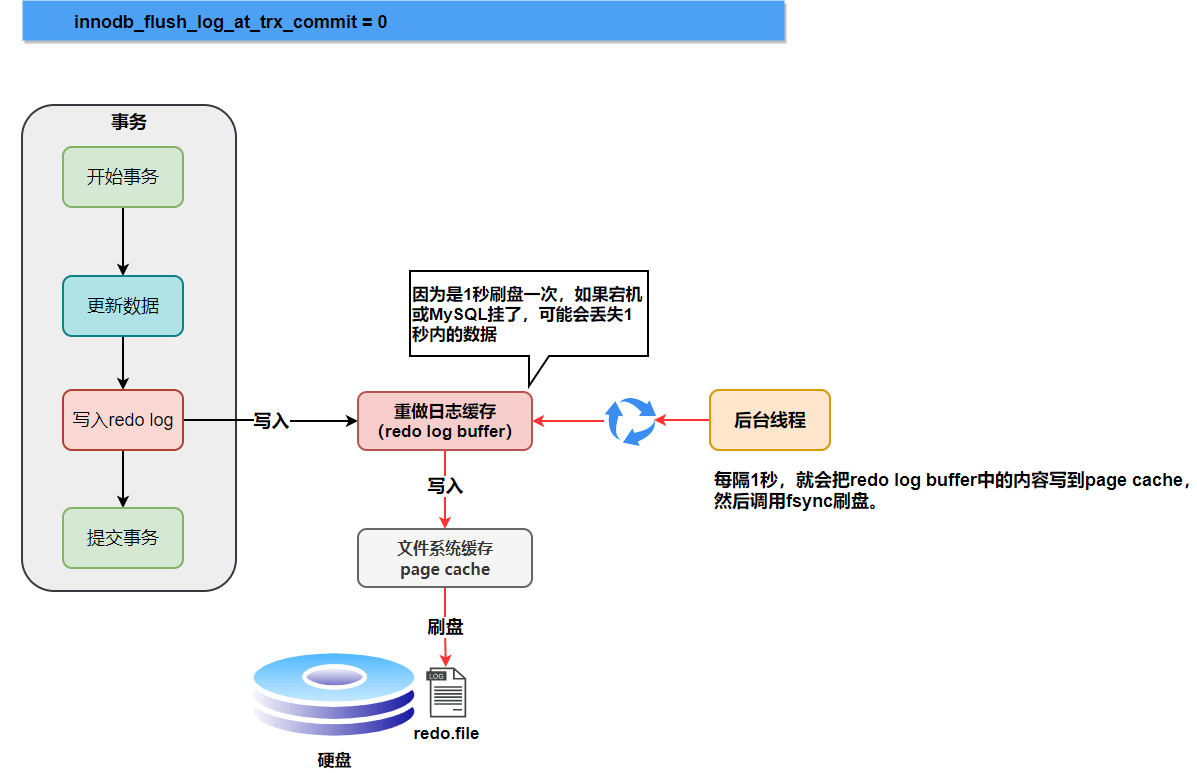 innodb_flush_log_at_trx_commit = 0
事务
开始事务
更新数据
因为是1秒刷盘一次，如果宕机
或MySQL挂了，可能会丢失1
秒内的数据
写入redo log
写入
重做日志缓存
（redo log buffer）
后台线程
每隔1秒，就会把redo log buffer中的内容写到page cache，
然后调用fsync刷盘。
写入
提交事务
文件系统缓存
page cache
刷盘
LOG
redo.file
硬盘